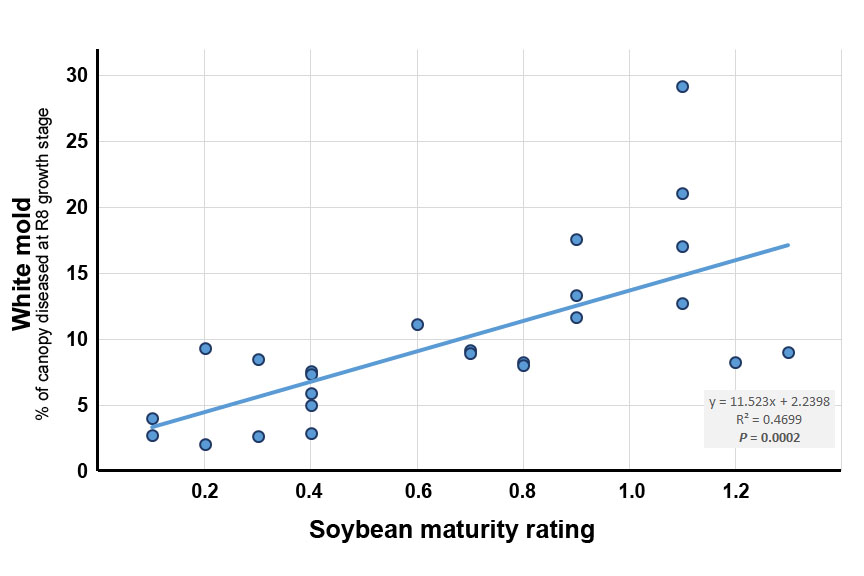 White mold
% of canopy diseased at R8 growth stage
30
25
20
15
10
5
0
y = 11.523x + 2.2398
R² = 0.4699
P = 0.0002
0.2 0.4 0.6 0.8 1.0 1.2
Soybean maturity rating